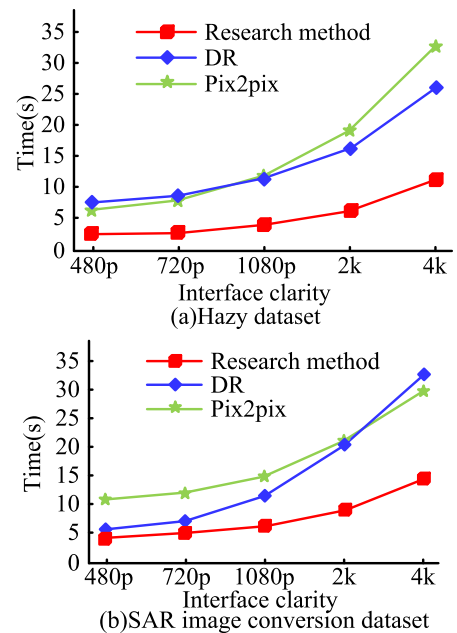 Research method
DR
Pix2pix
Time(s)
35
30
25
20
15
10
5
0
480p 720p 1080p 2k 4k
Interface clarity
(a)Hazy dataset
Research method
DR
Pix2pix
Time(s)
35
30
25
20
15
10
5
0
480p 720p 1080p 2k 4k
Interface clarity
(b)SAR image conversion dataset